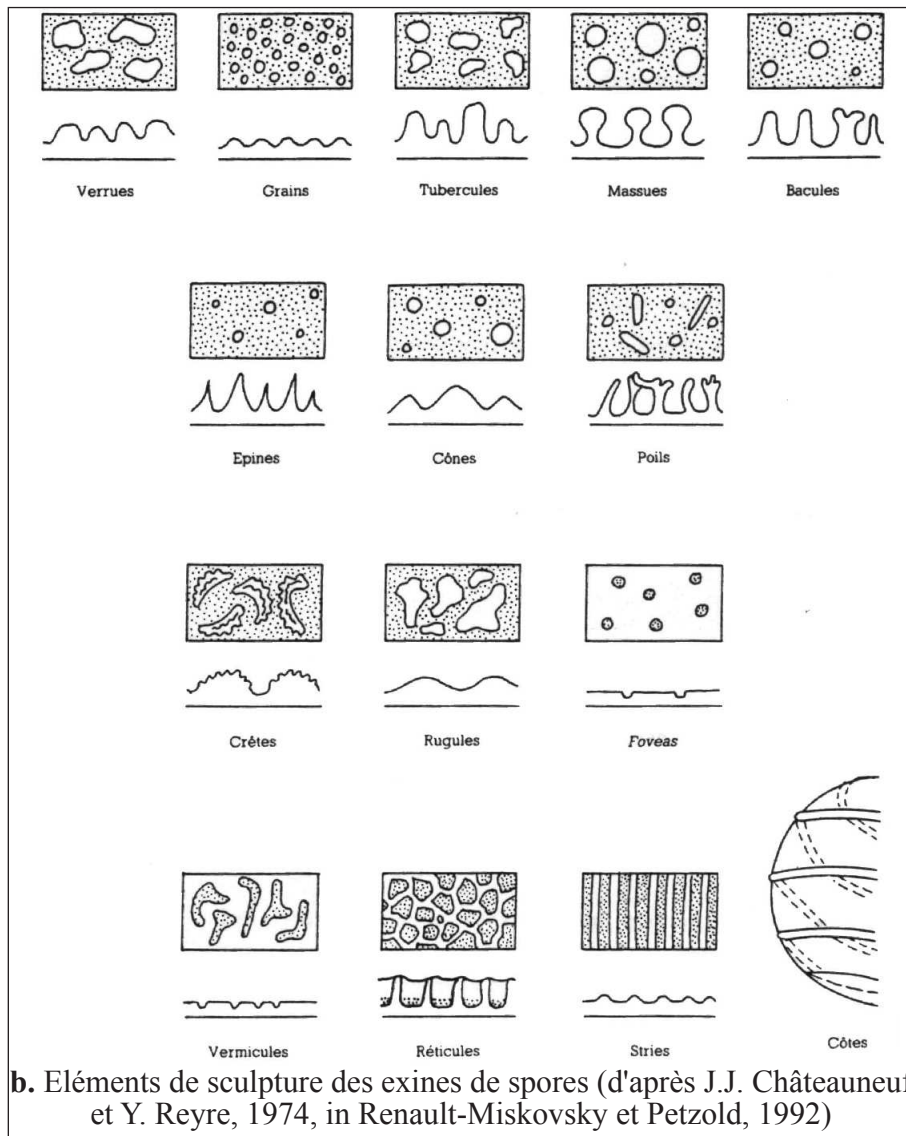 Verrues Grains Tubercules Massues Bacules
Epines Cônes Poils
Crêtes Rugules Foveas
Vermicules Réticules Stries Côtes
b. Eléments de sculpture des exines de spores (d'après J.J. Châteauneuf
et Y. Reyre, 1974, in Renault-Miskovsky et Petzold, 1992)